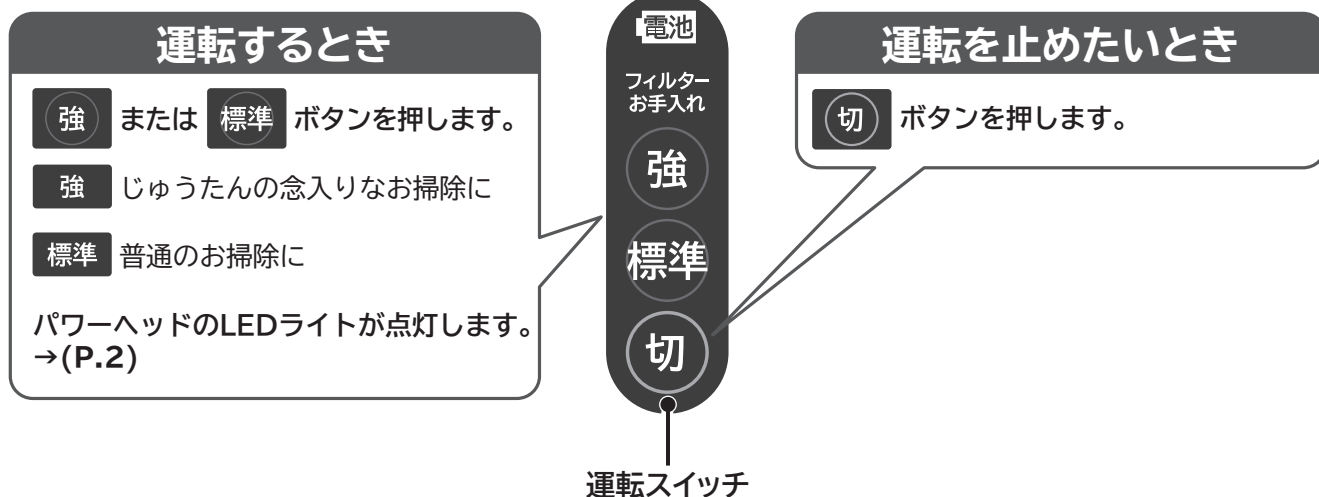 運転するとき
強 または 標準 ボタンを押します。
強 じゅうたんの念入りなお掃除に
標準 普通のお掃除に
パワーヘッドのLEDライトが点灯します。
→(P.2)
電池
フィルター
お手入れ
強
標準
切
運転スイッチ
運転を止めたいとき
切 ボタンを押します。